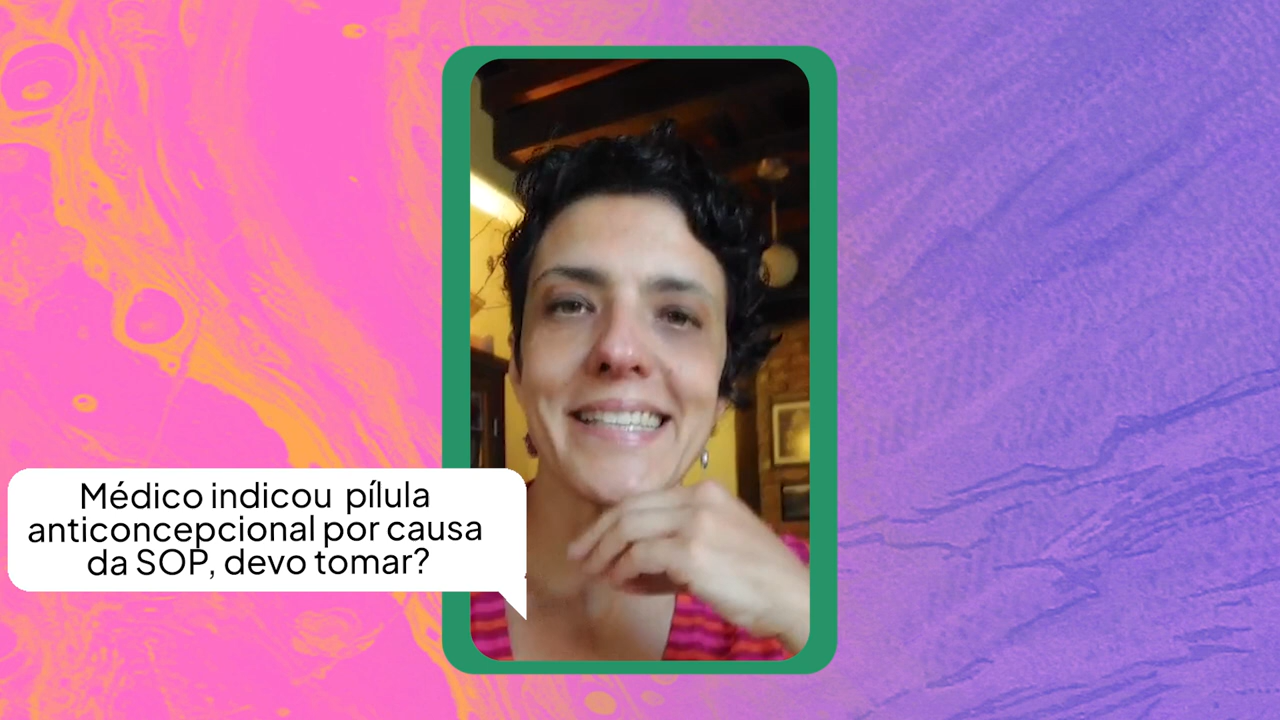 Médico indicou pílula
anticoncepcional por causa
da SOP, devo tomar?